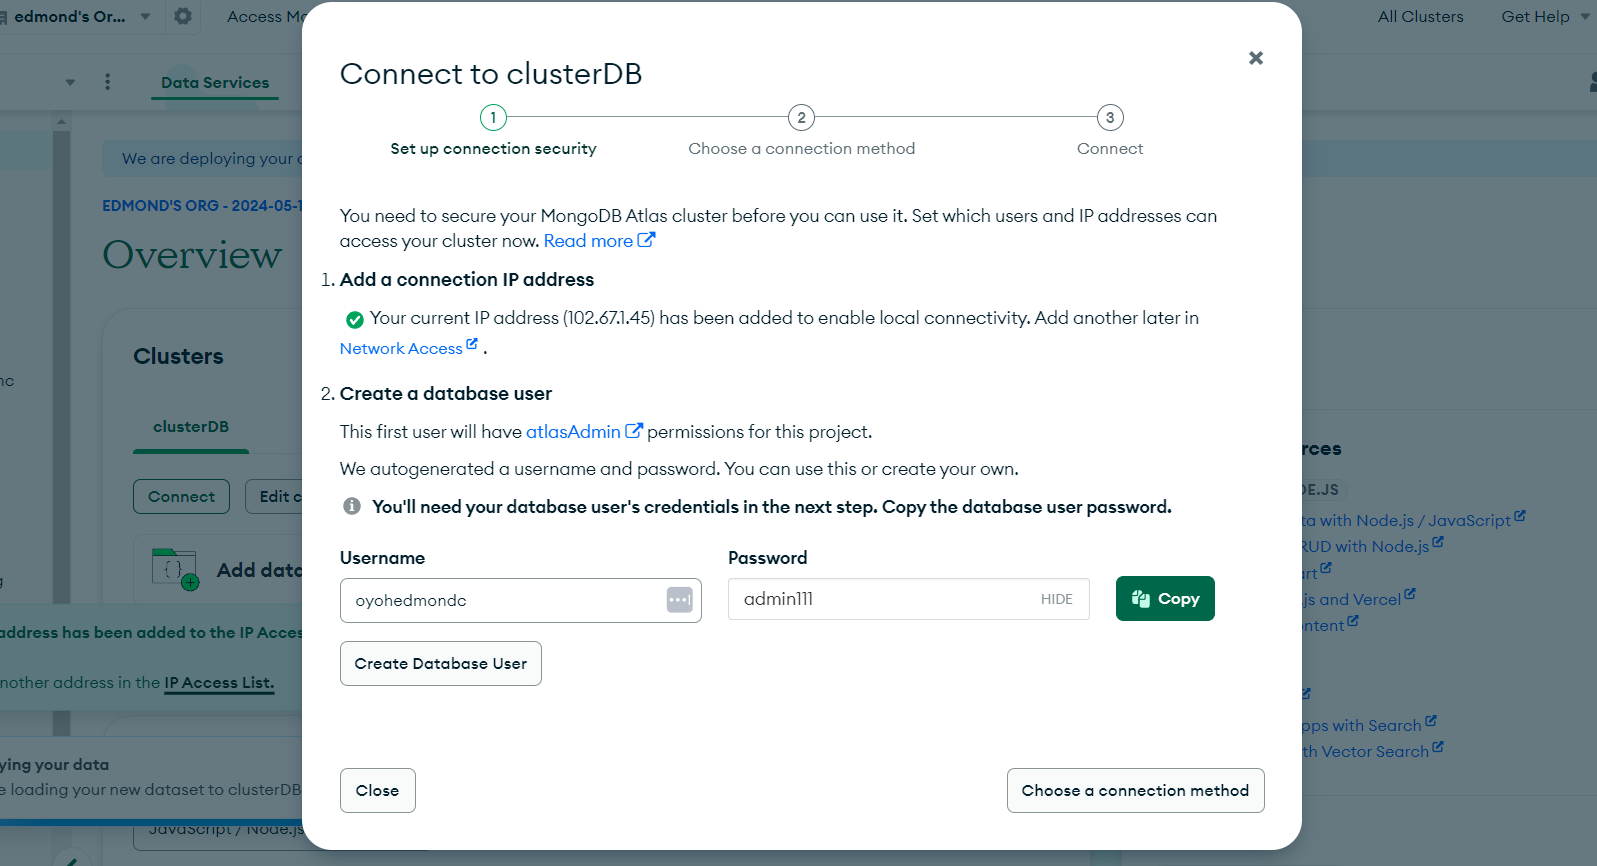 edmond's Or...
Access Mo
All Clusters
Get Help
Data Services
We are deploying your
EDMOND'S ORG - 2024-05-1
Overview
Clusters
nc
clusterDB
Connect
Edit c
Add data
address has been added to the IP Acces
nother address in the IP Access List.
ying your data
e loading your new dataset to clusterDB
JavaScript / Node.js
Connect to clusterDB
1
2
3
Set up connection security
Choose a connection method
Connect
You need to secure your MongoDB Atlas cluster before you can use it. Set which users and IP addresses can
access your cluster now. Read more
1. Add a connection IP address
Your current IP address (102.67.1.45) has been added to enable local connectivity. Add another later in
Network Access .
2. Create a database user
This first user will have atlasAdmin permissions for this project.
We autogenerated a username and password. You can use this or create your own.
You'll need your database user's credentials in the next step. Copy the database user password.
Username
Password
oyohedmondc
admin111
HIDE
Copy
Create Database User
Close
Choose a connection method
rces
DE.JS
ta with Node.js / JavaScript
RUD with Node.js
art
.js and Vercel
ontent
pps with Search
th Vector Search